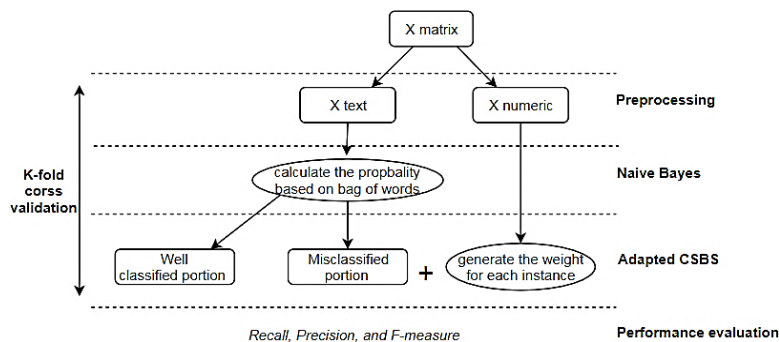 X matrix
X text
X numeric
Preprocessing
K-fold
corss
validation
calculate the propbality
based on bag of words
Naive Bayes
Well
classified portion
Misclassified
portion
+
generate the weight
for each instance
Adapted CSBS
Recall, Precision, and F-measure
Performance evaluation